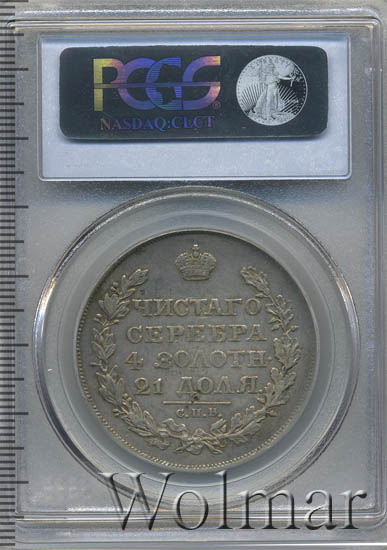 PCGS
NASDAQ:CLCT
ЧИСТАГО
СЕРЕБРА
4 ЗОЛОТН.
21 ДОЛЯ.
С.П.Б.
Wolmar